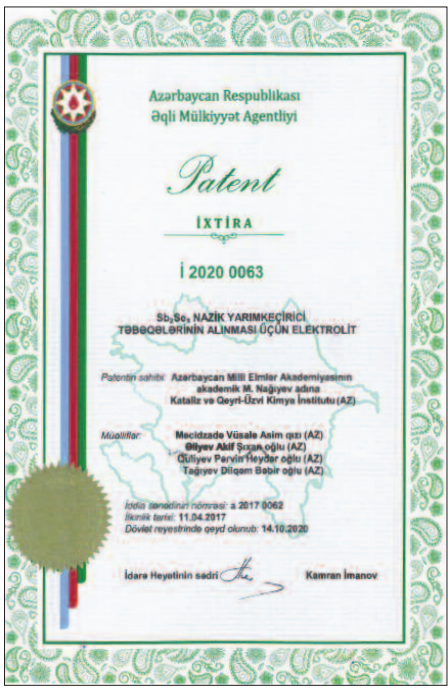 Azərbaycan Respublikası
Əqli Mülkiyyət Agentliyi
Patent
İXTİRA
İ 2020 0063
Sb₂Se₃ NAZİK YARIMKEÇİRİCİ
TƏBƏQƏLƏRİNİN ALINMASI ÜÇÜN ELEKTROLİT
Patentin sahibi: Azərbaycan Milli Elmlər Akademiyasının
akademik M. Nağıyev adına
Kataliz və Qeyri-Üzvi Kimya İnstitutu (AZ)
Müəlliflər: Məcidzadə Vüsalə Asim qızı (AZ)
Əliyev Akif Şıxan oğlu (AZ)
Quliyev Pərvin Heydər oğlu (AZ)
Tağıyev Dilqəm Bəbir oğlu (AZ)
İddia sənədinin nömrəsi: a 2017 0062
İlkinlik tarixi: 11.04.2017
Dövlət reyestrində qeyd olunub: 14.10.2020
İdarə Heyətinin sədri Kamran İmanov